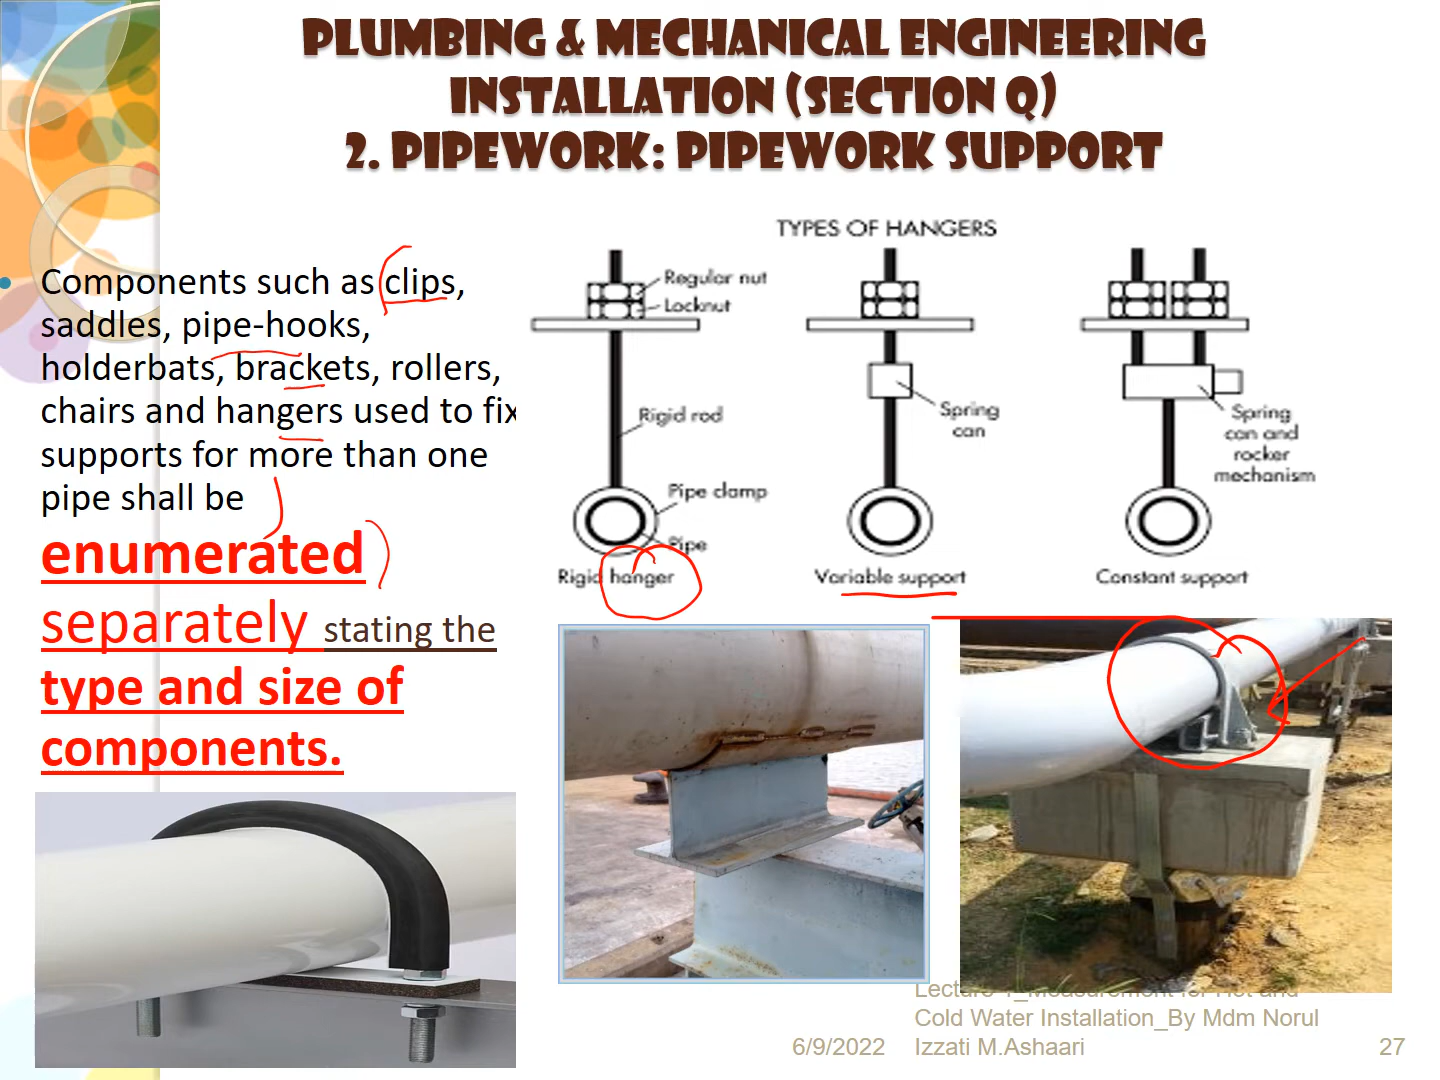 PLUMBING & MECHANICAL ENGINEERING
INSTALLATION (SECTION Q)
2. PIPEWORK: PIPEWORK SUPPORT
Components such as clips,
saddles, pipe-hooks,
holderbats, brackets, rollers,
chairs and hangers used to fix
supports for more than one
pipe shall be
enumerated
separately stating the
type and size of
components.
TYPES OF HANGERS
Regular nut
Locknut
Rigid rod
Pipe clamp
Pipe
Rigid hanger
Spring
can
Variable support
Spring
can and
rocker
mechanism
Constant support
6/9/2022
Measurement for Hot and
Cold Water Installation_By Mdm Norul
Izzati M.Ashaari
27